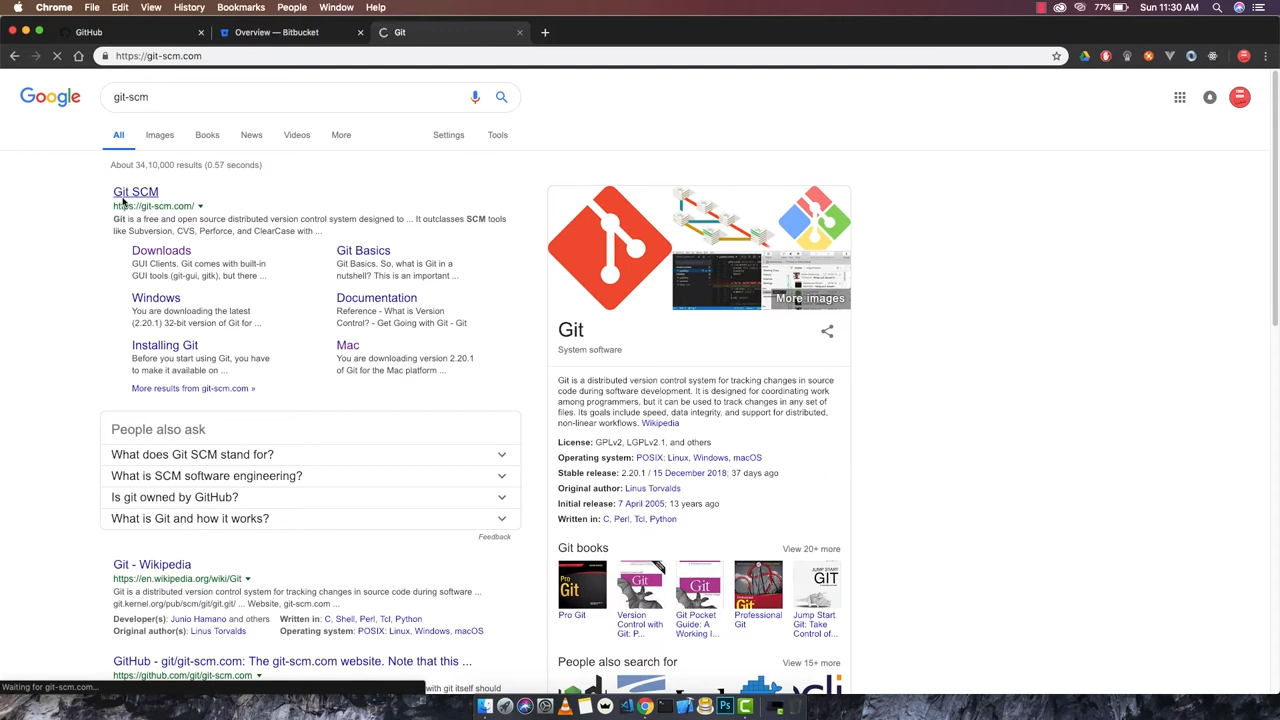 Chrome File Edit View History Bookmarks People Window Help
77% Sun 11:30 AM
GitHub
Overview — Bitbucket
Git
https://git-scm.com
Google
git-scm
All Images Books News Videos More Settings Tools
About 34,10,000 results (0.57 seconds)
Git SCM
https://git-scm.com/
Git is a free and open source distributed version control system designed to ... It outclasses SCM tools
like Subversion, CVS, Perforce, and ClearCase with ...
Downloads
GUI Clients. Git comes with built-in
GUI tools (git-gui, gitk), but there ...
Git Basics
Git Basics. So, what is Git in a
nutshell? This is an important ...
Windows
You are downloading the latest
(2.20.1) 32-bit version of Git for ...
Documentation
Reference - What is Version
Control? - Get Going with Git - Git
Installing Git
Before you start using Git, you have
to make it available on ...
Mac
You are downloading version 2.20.1
of Git for the Mac platform ...
More results from git-scm.com »
People also ask
What does Git SCM stand for?
What is SCM software engineering?
Is git owned by GitHub?
What is Git and how it works?
Feedback
Git - Wikipedia
https://en.wikipedia.org/wiki/Git
Git is a distributed version control system for tracking changes in source code during software ...
git.kernel.org/pub/scm/git/git.git/ ... Website, git-scm.com ...
Developer(s): Junio Hamano and others Written in: C, Shell, Perl, Tcl, Python
Original author(s): Linus Torvalds Operating system: POSIX: Linux, Windows, macOS
GitHub - git/git-scm.com: The git-scm.com website. Note that this ...
https://github.com/git/git-scm.com
with git itself should
Waiting for git-scm.com...
More images
Git
System software
Git is a distributed version control system for tracking changes in source
code during software development. It is designed for coordinating work
among programmers, but it can be used to track changes in any set of
files. Its goals include speed, data integrity, and support for distributed,
non-linear workflows. Wikipedia
License: GPLv2, LGPLv2.1, and others
Operating system: POSIX: Linux, Windows, macOS
Stable release: 2.20.1 / 15 December 2018; 37 days ago
Original author: Linus Torvalds
Initial release: 7 April 2005; 13 years ago
Written in: C, Perl, Tcl, Python
Git books
View 20+ more
Pro Git
Version
Control with
Git: P...
Git Pocket
Guide: A
Working I...
Professional
Git
Jump Start
Git: Take
Control of...
People also search for
View 15+ more